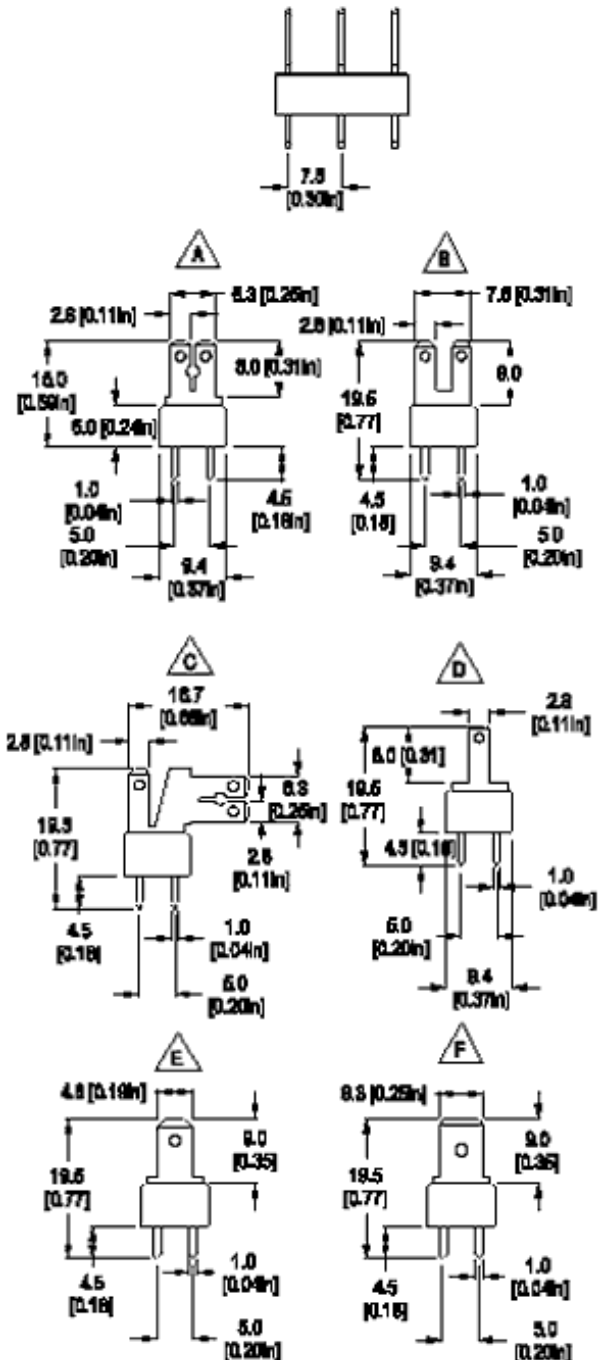 7.5
[0.30in]
A
6.3 [0.25in]
2.8 [0.11in]
8.0 [0.31in]
15.0
[0.59in]
6.0 [0.24in]
1.0
[0.04in]
4.5
[0.18in]
5.0
[0.20in]
9.4
[0.37in]
B
7.8 [0.31in]
2.8 [0.11in]
9.0
19.5
[0.77]
4.5
[0.18]
1.0
[0.04in]
5.0
[0.20in]
9.4
[0.37in]
C
16.7
[0.66in]
2.8 [0.11in]
6.3
[0.25in]
19.5
[0.77]
2.8
[0.11in]
4.5
[0.18]
1.0
[0.04in]
5.0
[0.20in]
D
2.8
[0.11in]
8.0 [0.31]
19.5
[0.77]
4.5 [0.18]
1.0
[0.04in]
5.0
[0.20in]
9.4
[0.37in]
E
4.8 [0.19in]
9.0
[0.35]
19.5
[0.77]
1.0
[0.04in]
4.5
[0.18]
5.0
[0.20in]
F
6.3 [0.25in]
9.0
[0.35]
19.5
[0.77]
1.0
[0.04in]
4.5
[0.18]
5.0
[0.20in]